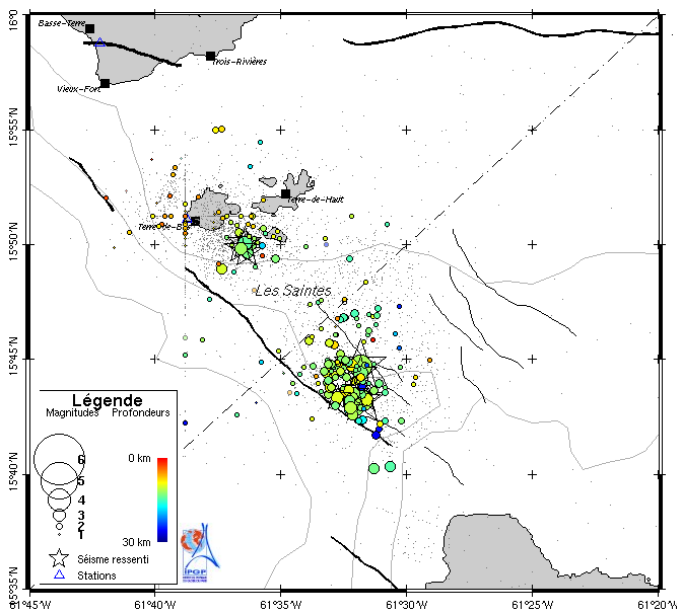 16°0'
Basse-Terre
Trois-Rivières
Vieux-Fort
15°55'N
Terre-de-Haut
15°50'N
Les Saintes
15°45'N
Légende
Magnitudes Profondeurs
0 km
6
5
4
3
2
1
30 km
15°40'N
Séisme ressenti
Stations
IPGP
15°35'N
61°45'W 61°40'W 61°35'W 61°30'W 61°25'W 61°20'W